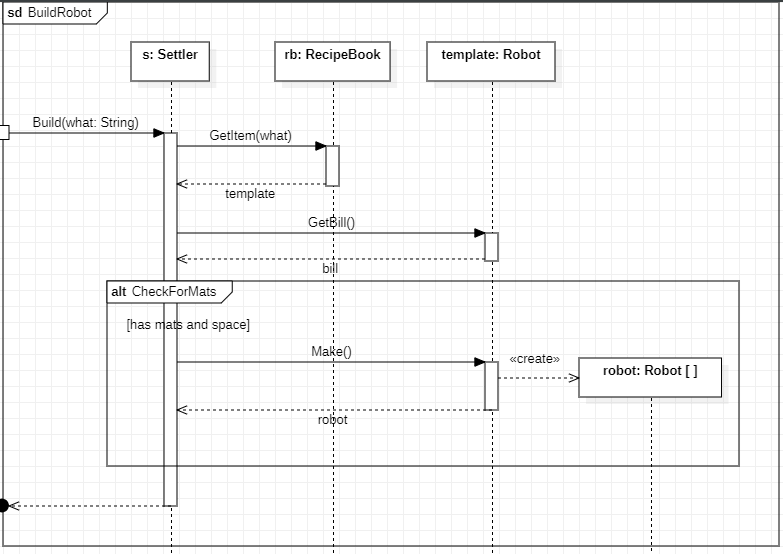 sd BuildRobot
s: Settler
rb: RecipeBook
template: Robot
Build(what: String)
GetItem(what)
template
GetBill()
bill
alt CheckForMats
[has mats and space]
Make()
«create»
robot: Robot [ ]
robot